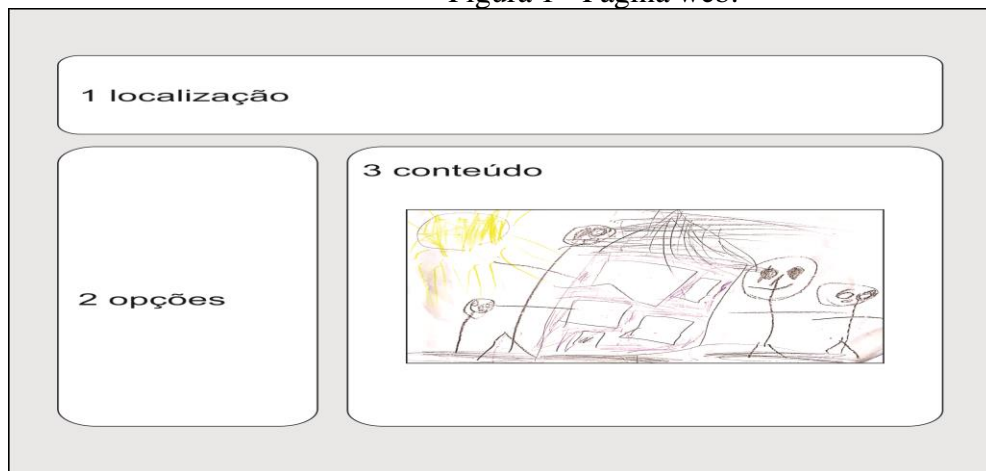 Figura 1 - Página web.
1 localização
2 opções
3 conteúdo